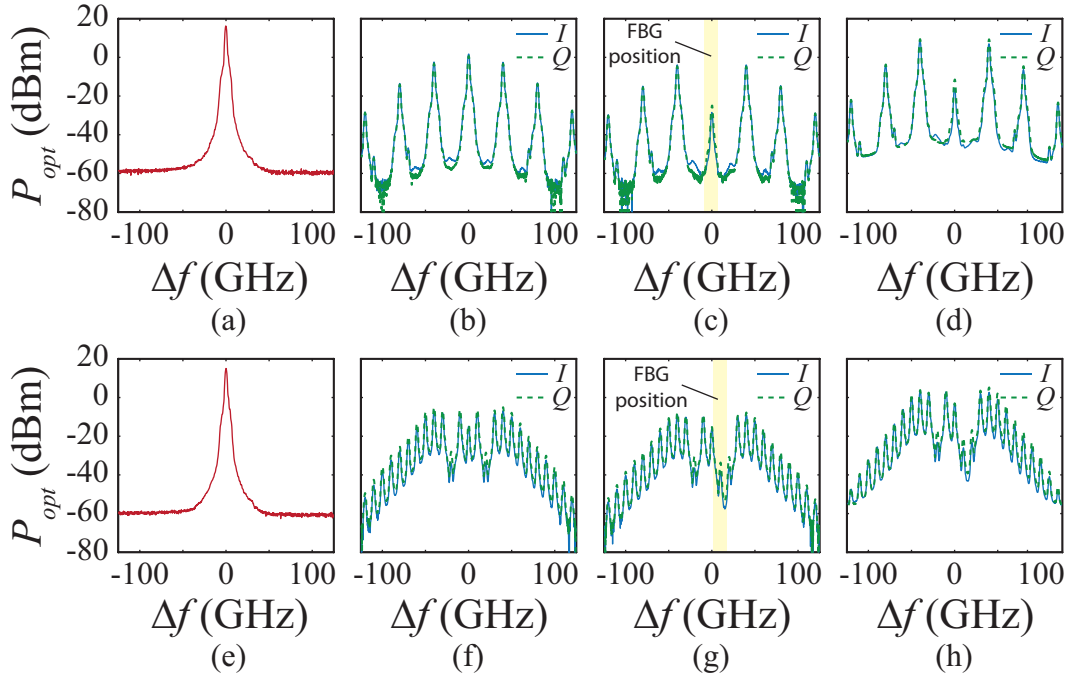 20
0
-20
-40
-60
-80
P_opt (dBm)
-100 0 100
Δf (GHz)
(a)
I
Q
-100 0 100
Δf (GHz)
(b)
FBG
position
I
Q
-100 0 100
Δf (GHz)
(c)
I
Q
-100 0 100
Δf (GHz)
(d)
20
0
-20
-40
-60
-80
P_opt (dBm)
-100 0 100
Δf (GHz)
(e)
I
Q
-100 0 100
Δf (GHz)
(f)
FBG
position
I
Q
-100 0 100
Δf (GHz)
(g)
I
Q
-100 0 100
Δf (GHz)
(h)